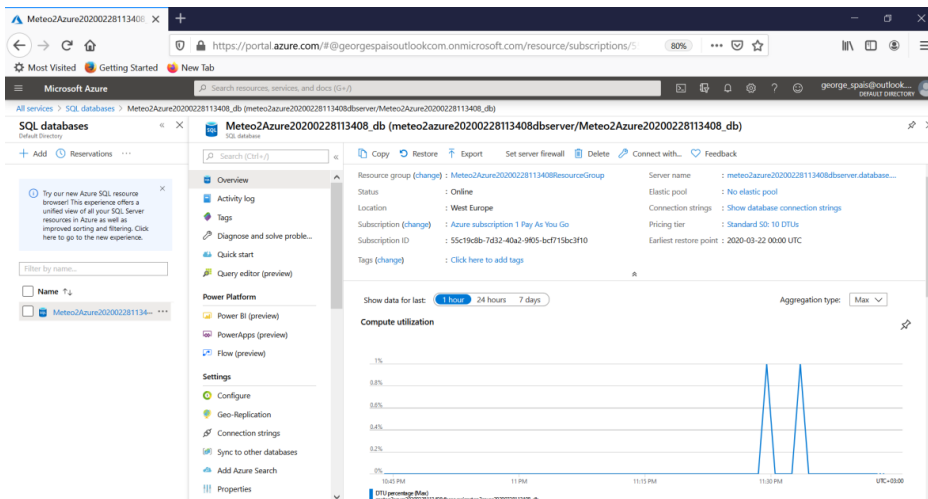 Meteo2Azure20200228113408_
https://portal.azure.com/#@georgespaisoutlookcom.onmicrosoft.com/resource/subscriptions/5
80%
Most Visited Getting Started New Tab
Microsoft Azure
Search resources, services, and docs (G+/)
george_spais@outlook....
DEFAULT DIRECTORY
All services > SQL databases > Meteo2Azure20200228113408_db (meteo2azure20200228113408dbserver/Meteo2Azure20200228113408_db)
SQL databases
Default Directory
+ Add Reservations ...
Try our new Azure SQL resource
browser! This experience offers a
unified view of all your SQL Server
resources in Azure as well as
improved sorting and filtering. Click
here to go to the new experience.
Filter by name...
Name ↑↓
Meteo2Azure202002281134... ...
Meteo2Azure20200228113408_db (meteo2azure20200228113408dbserver/Meteo2Azure20200228113408_db)
SQL database
Search (Ctrl+/)
Overview
Activity log
Tags
Diagnose and solve proble...
Quick start
Query editor (preview)
Power Platform
Power BI (preview)
PowerApps (preview)
Flow (preview)
Settings
Configure
Geo-Replication
Connection strings
Sync to other databases
Add Azure Search
Properties
Copy Restore Export Set server firewall Delete Connect with... Feedback
Resource group (change) : Meteo2Azure20200228113408ResourceGroup
Status : Online
Location : West Europe
Subscription (change) : Azure subscription 1 Pay As You Go
Subscription ID : 55c19c8b-7d32-40a2-9f05-bcf715bc3f10
Tags (change) : Click here to add tags
Server name : meteo2azure20200228113408dbserver.database....
Elastic pool : No elastic pool
Connection strings : Show database connection strings
Pricing tier : Standard S0: 10 DTUs
Earliest restore point : 2020-03-22 00:00 UTC
Show data for last: 1 hour 24 hours 7 days
Aggregation type: Max
Compute utilization
1%
0.8%
0.6%
0.4%
0.2%
0%
10:45 PM 11 PM 11:15 PM 11:30 PM UTC+03:00
DTU percentage (Max)